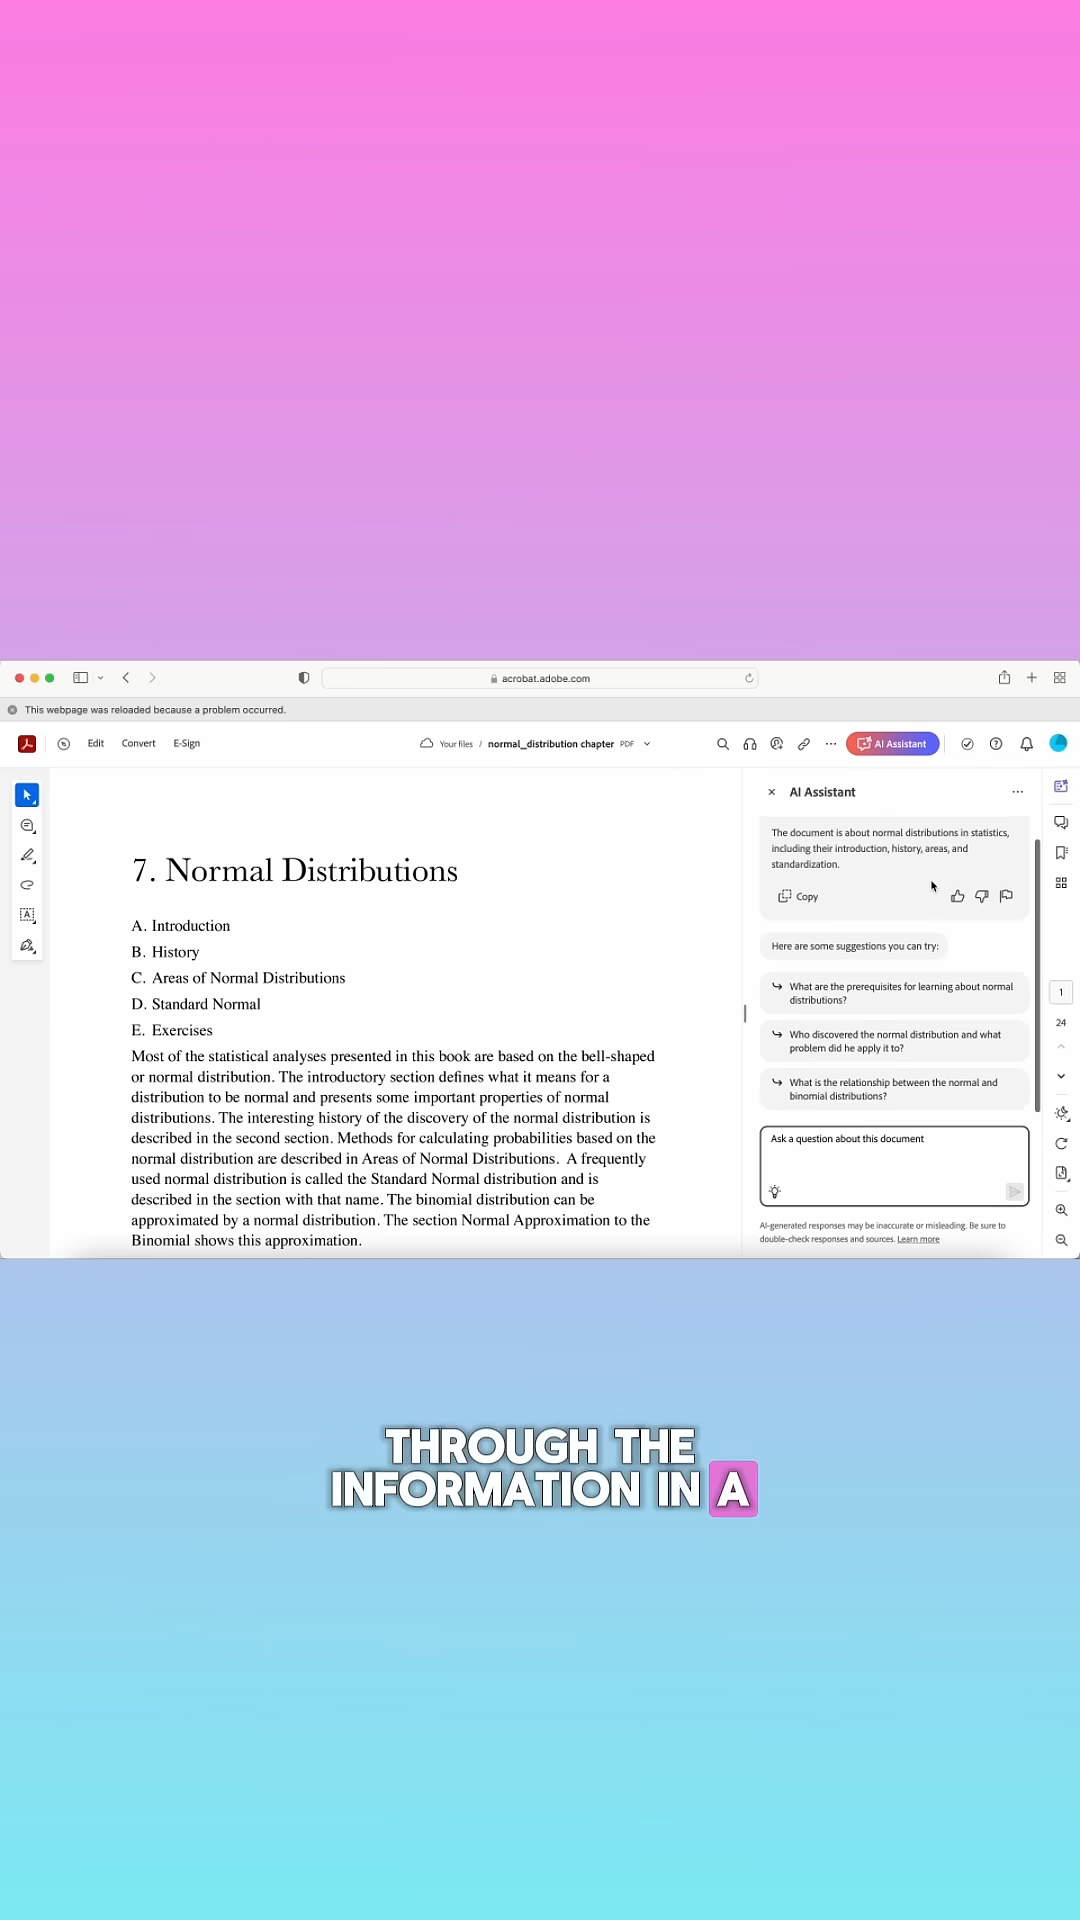 acrobat.adobe.com
This webpage was reloaded because a problem occurred.
Edit Convert E-Sign Your files / normal_distribution chapter PDF AI Assistant
AI Assistant
The document is about normal distributions in statistics,
including their introduction, history, areas, and
standardization.
Copy
Here are some suggestions you can try:
What are the prerequisites for learning about normal
distributions?
Who discovered the normal distribution and what
problem did he apply it to?
What is the relationship between the normal and
binomial distributions?
Ask a question about this document
AI-generated responses may be inaccurate or misleading. Be sure to
double-check responses and sources. Learn more
1
24
7. Normal Distributions
A. Introduction
B. History
C. Areas of Normal Distributions
D. Standard Normal
E. Exercises
Most of the statistical analyses presented in this book are based on the bell-shaped
or normal distribution. The introductory section defines what it means for a
distribution to be normal and presents some important properties of normal
distributions. The interesting history of the discovery of the normal distribution is
described in the second section. Methods for calculating probabilities based on the
normal distribution are described in Areas of Normal Distributions. A frequently
used normal distribution is called the Standard Normal distribution and is
described in the section with that name. The binomial distribution can be
approximated by a normal distribution. The section Normal Approximation to the
Binomial shows this approximation.
THROUGH THE
INFORMATION IN A